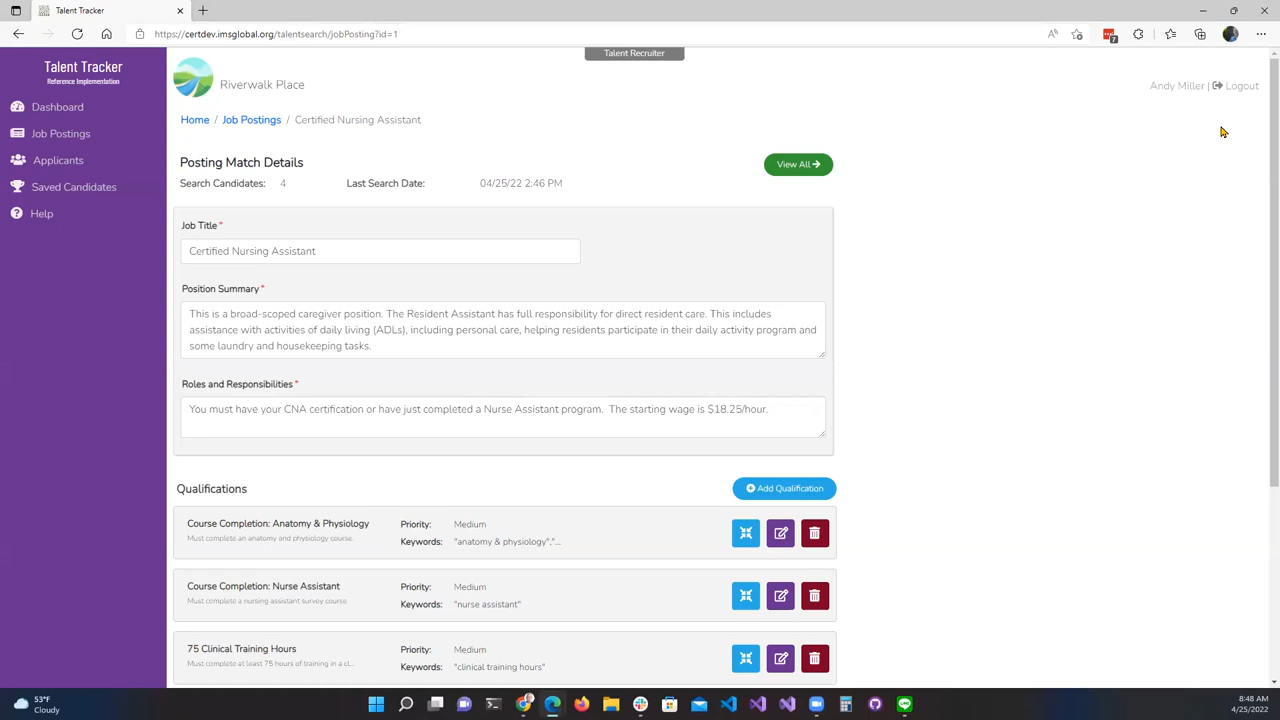 Talent Tracker
https://certdev.imsglobal.org/talentsearch/jobPosting?id=1
7
Talent Recruiter
Talent Tracker
Reference Implementation
Dashboard
Job Postings
Applicants
Saved Candidates
Help
Riverwalk Place
Andy Miller | Logout
Home / Job Postings / Certified Nursing Assistant
Posting Match Details
View All
Search Candidates: 4 Last Search Date: 04/25/22 2:46 PM
Job Title *
Certified Nursing Assistant
Position Summary *
This is a broad-scoped caregiver position. The Resident Assistant has full responsibility for direct resident care. This includes
assistance with activities of daily living (ADLs), including personal care, helping residents participate in their daily activity program and
some laundry and housekeeping tasks.
Roles and Responsibilities *
You must have your CNA certification or have just completed a Nurse Assistant program. The starting wage is $18.25/hour.
Qualifications
Add Qualification
Course Completion: Anatomy & Physiology Priority: Medium
Must complete an anatomy and physiology course. Keywords: "anatomy & physiology","...
Course Completion: Nurse Assistant Priority: Medium
Must complete a nursing assistant survey course Keywords: "nurse assistant"
75 Clinical Training Hours Priority: Medium
Must complete at least 75 hours of training in a cl... Keywords: "clinical training hours"
53°F
Cloudy
8:48 AM
4/25/2022